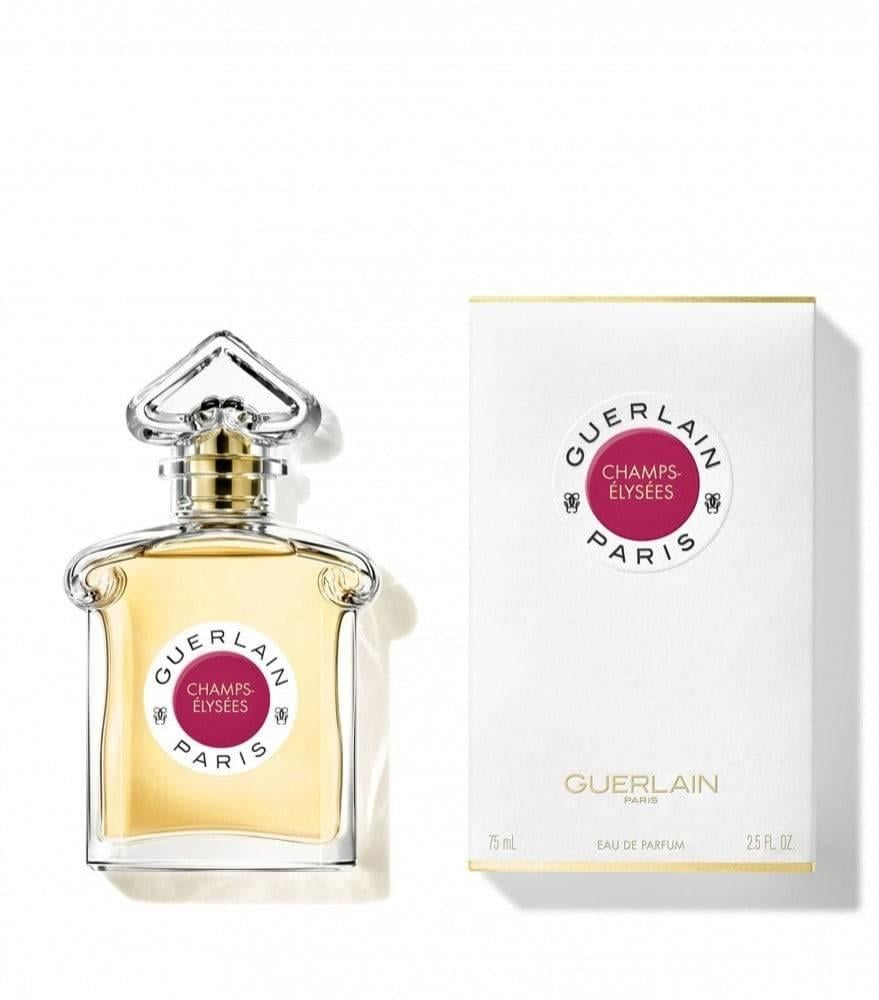 GUERLAIN
CHAMPS-
ÉLYSÉES
PARIS
GUERLAIN
CHAMPS-
ÉLYSÉES
PARIS
GUERLAIN
PARIS
75 mL
EAU DE PARFUM
2.5 FL. OZ.